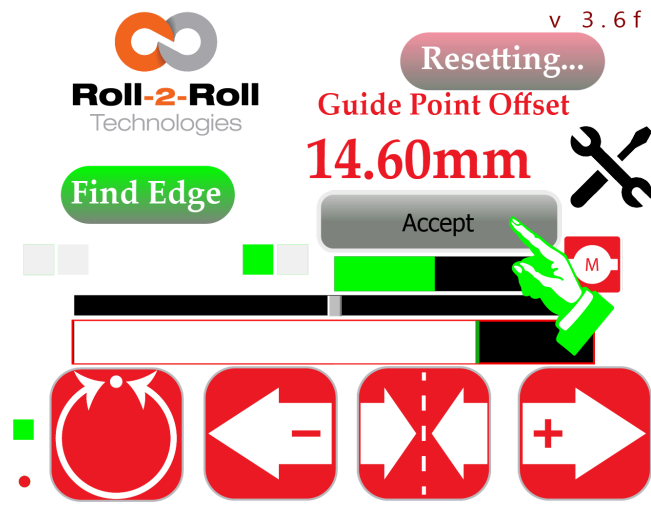 v 3.6f
Resetting...
Roll-2-Roll
Technologies
Guide Point Offset
14.60mm
Find Edge
Accept
M
-
+